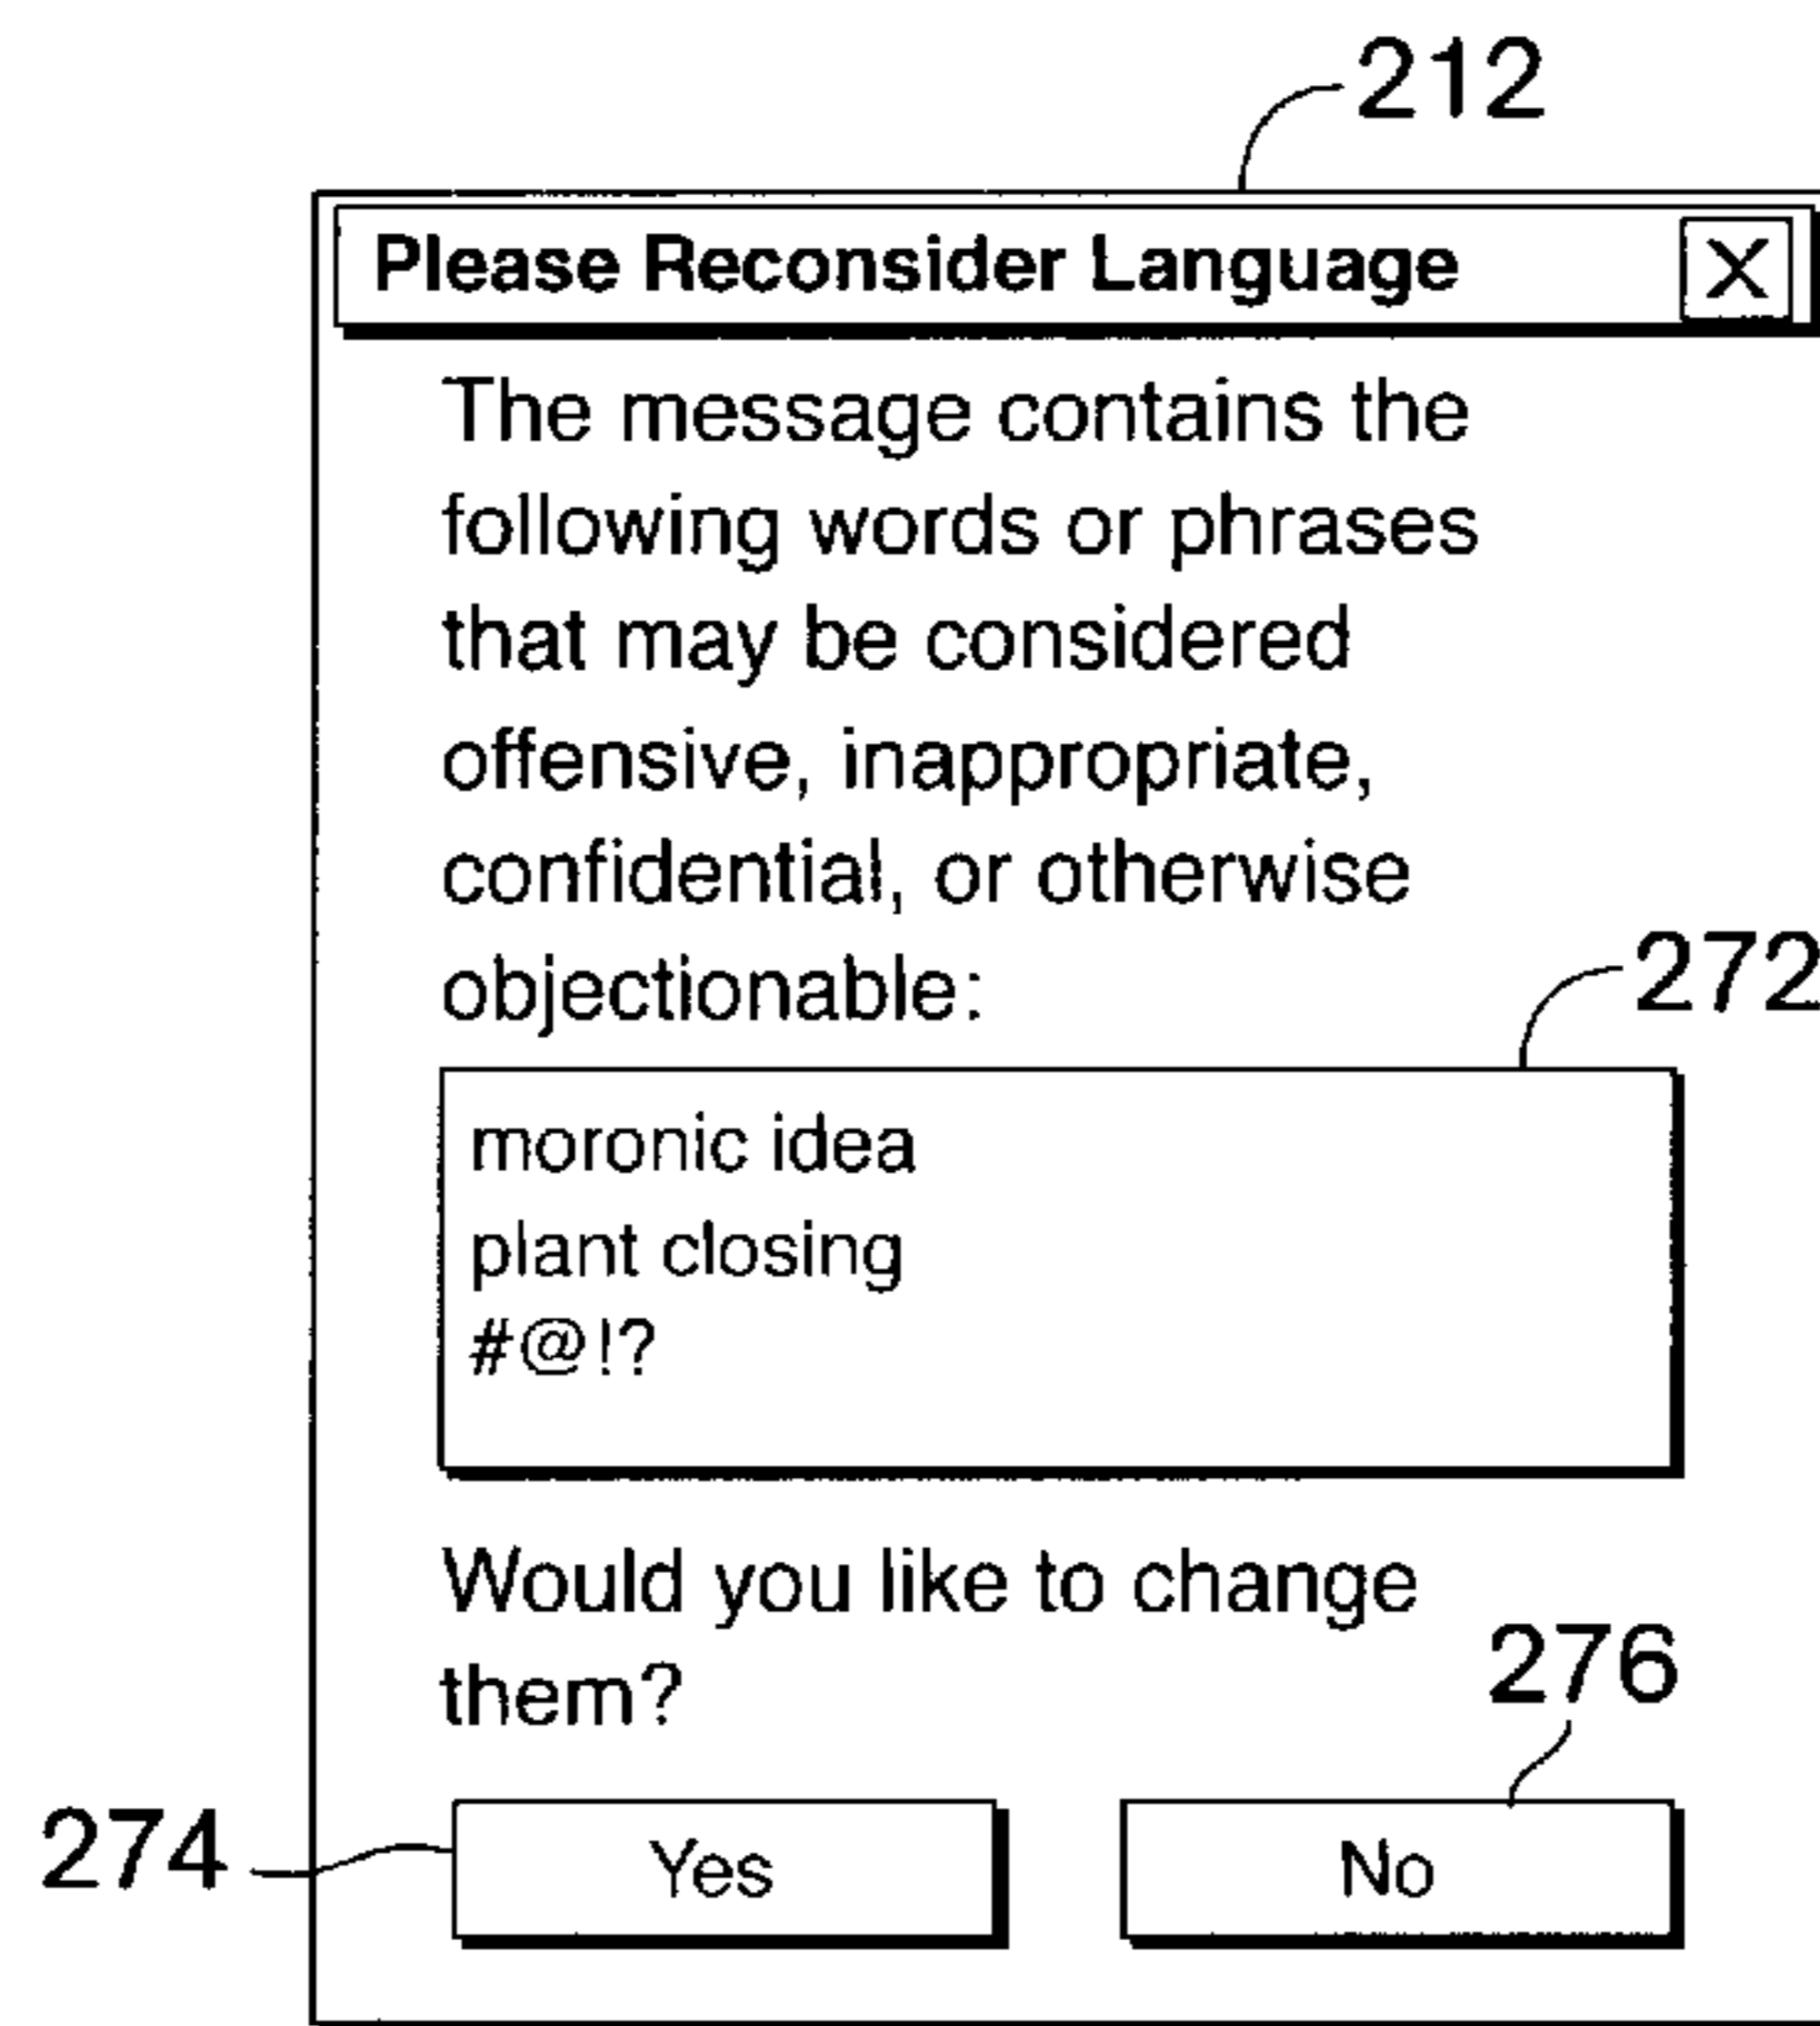 212
Please Reconsider Language X
The message contains the
following words or phrases
that may be considered
offensive, inappropriate,
confidential, or otherwise
objectionable:
272
moronic idea
plant closing
#@!?
Would you like to change
them?
276
274
Yes No